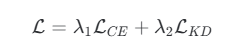 ℒ = λ₁ℒ_CE + λ₂ℒ_KD